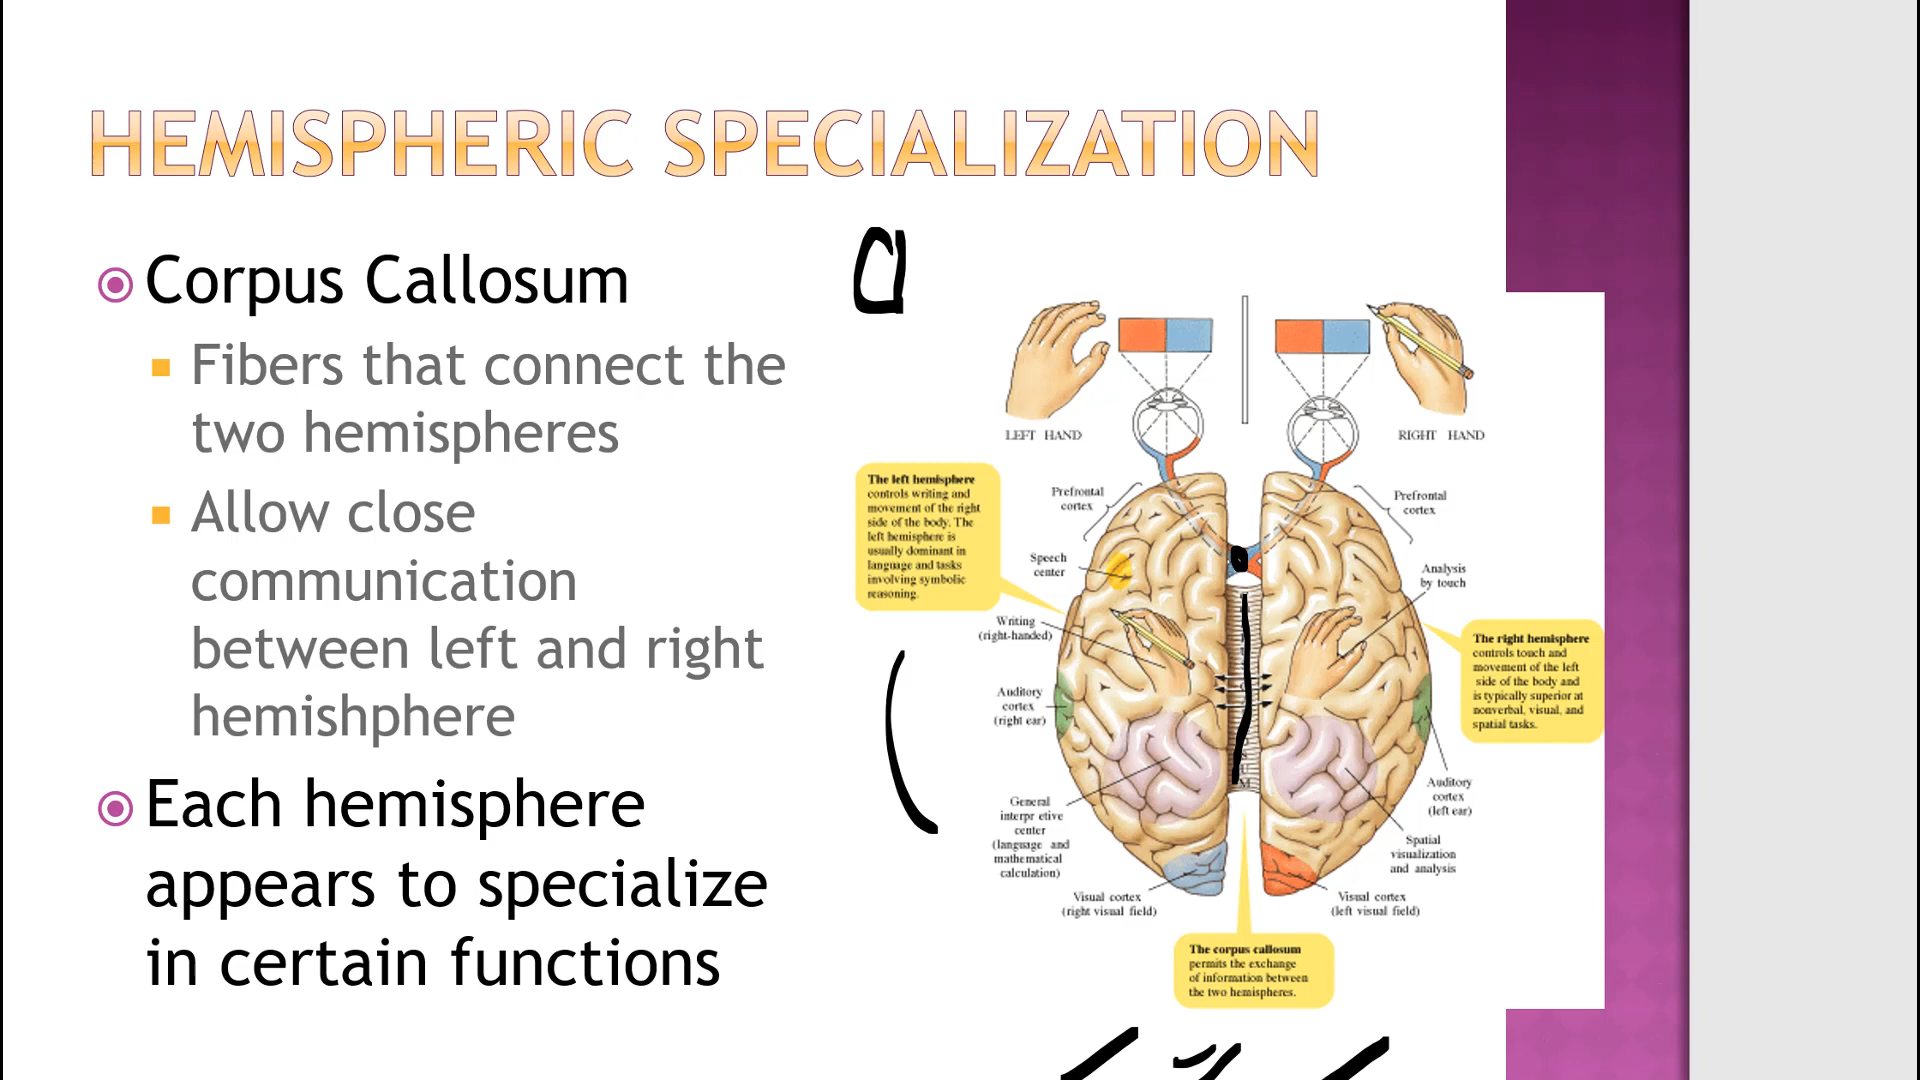 HEMISPHERIC SPECIALIZATION
Corpus Callosum
Fibers that connect the
two hemispheres
Allow close
communication
between left and right
hemishphere
Each hemisphere
appears to specialize
in certain functions
LEFT HAND
RIGHT HAND
The left hemisphere
controls writing and
movement of the right
side of the body. The
left hemisphere is
usually dominant in
language and tasks
involving symbolic
reasoning.
Prefrontal
cortex
Speech
center
Writing
(right-handed)
Auditory
cortex
(right ear)
General
interpr etive
center
(language and
mathematical
calculation)
Visual cortex
(right visual field)
Prefrontal
cortex
Analysis
by touch
The right hemisphere
controls touch and
movement of the left
side of the body and
is typically superior at
nonverbal, visual, and
spatial tasks.
Auditory
cortex
(left ear)
Spatial
visualization
and analysis
Visual cortex
(left visual field)
The corpus callosum
permits the exchange
of information between
the two hemispheres.